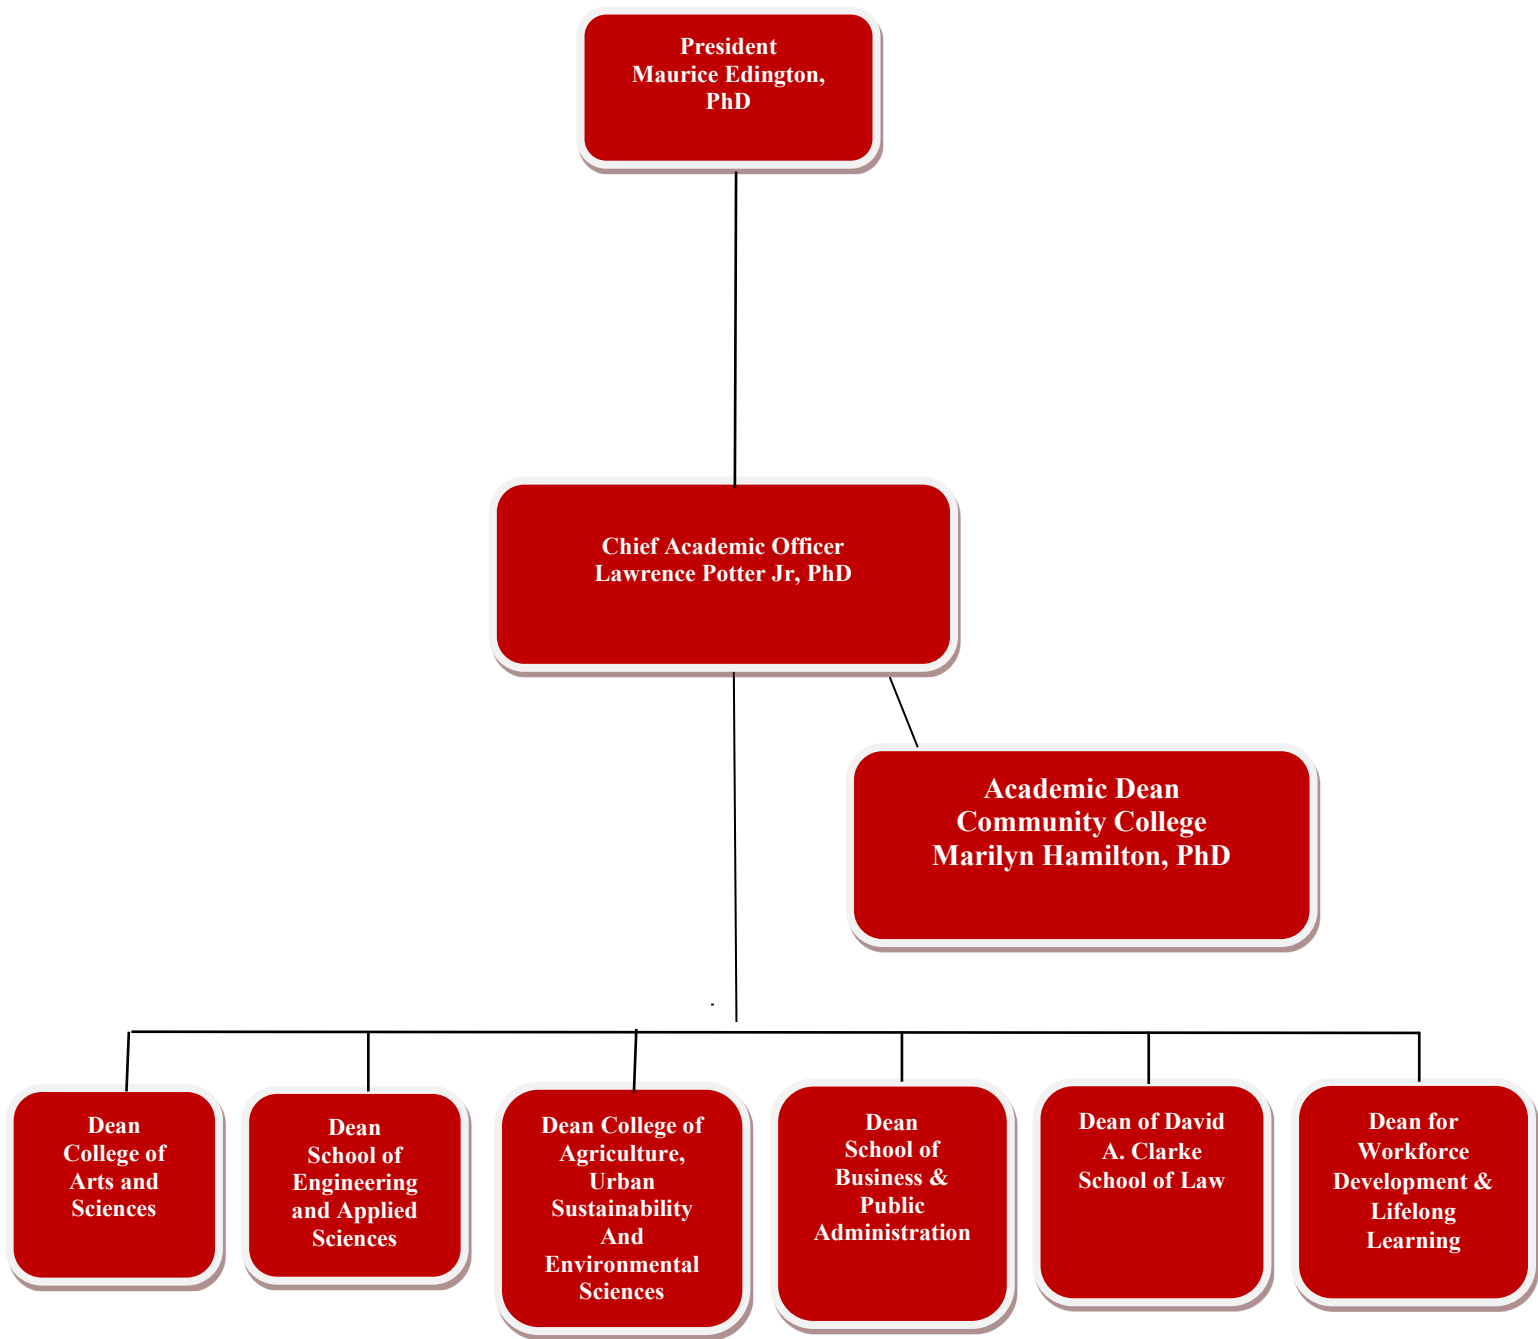 President
Maurice Edington,
PhD
Chief Academic Officer
Lawrence Potter Jr, PhD
Academic Dean
Community College
Marilyn Hamilton, PhD
.
Dean
College of
Arts and
Sciences
Dean
School of
Engineering
and Applied
Sciences
Dean College of
Agriculture,
Urban
Sustainability
And
Environmental
Sciences
Dean
School of
Business &
Public
Administration
Dean of David
A. Clarke
School of Law
Dean for
Workforce
Development &
Lifelong
Learning